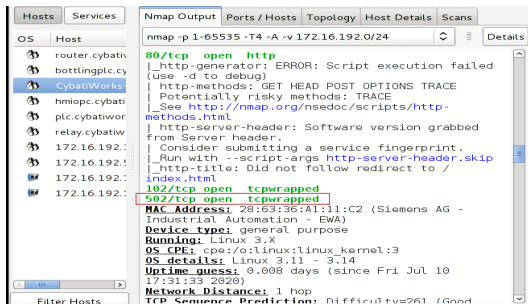 Hosts Services
Nmap Output Ports / Hosts Topology Host Details Scans
OS Host
nmap -p 1-65535 -T4 -A -v 172.16.192.0/24 Details
router.cybativ
bottlingplc.cy
CybatiWorks-
hmiopc.cybati
plc.cybatiwor
relay.cybatiw
172.16.192.
172.16.192.
172.16.192.
172.16.192.
Filter Hosts
80/tcp open http
|_http-generator: ERROR: Script execution failed
(use -d to debug)
| http-methods: GET HEAD POST OPTIONS TRACE
| Potentially risky methods: TRACE
|_See http://nmap.org/nsedoc/scripts/http-
methods.html
| http-server-header: Software version grabbed
from Server header.
| Consider submitting a service fingerprint.
|_Run with --script-args http-server-header.skip
|_http-title: Did not follow redirect to /
index.html
102/tcp open tcpwrapped
502/tcp open tcpwrapped
MAC Address: 28:63:36:A1:11:C2 (Siemens AG -
Industrial Automation - EWA)
Device type: general purpose
Running: Linux 3.X
OS CPE: cpe:/o:linux:linux_kernel:3
OS details: Linux 3.11 - 3.14
Uptime guess: 0.008 days (since Fri Jul 10
17:31:33 2020)
Network Distance: 1 hop
TCP Sequence Prediction: Difficulty=261 (Good